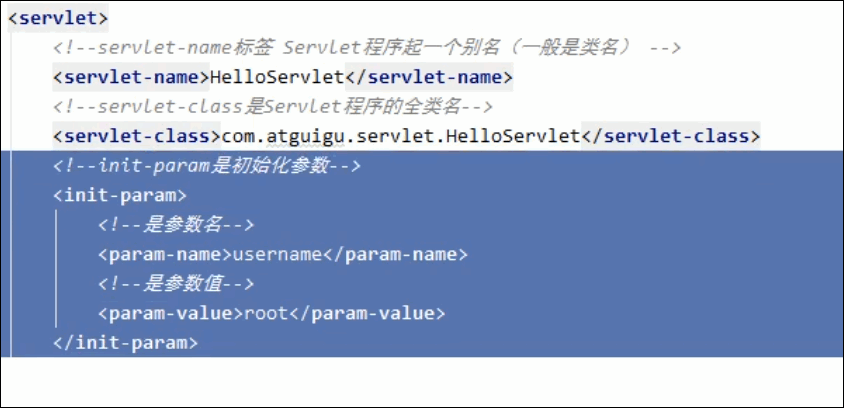 <servlet>
<!--servlet-name标签 Servlet程序起一个别名（一般是类名） -->
<servlet-name>HelloServlet</servlet-name>
<!--servlet-class是Servlet程序的全类名-->
<servlet-class>com.atguigu.servlet.HelloServlet</servlet-class>
<!--init-param是初始化参数-->
<init-param>
<!--是参数名-->
<param-name>username</param-name>
<!--是参数值-->
<param-value>root</param-value>
</init-param>